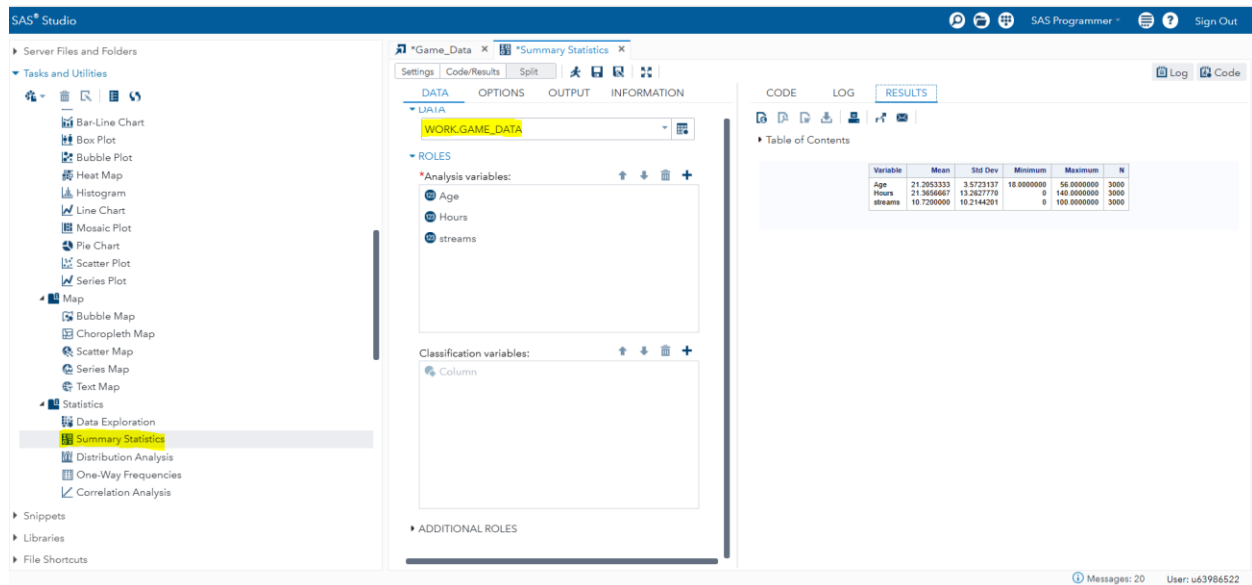 SAS® Studio
SAS Programmer
Sign Out
Server Files and Folders
Tasks and Utilities
Bar-Line Chart
Box Plot
Bubble Plot
Heat Map
Histogram
Line Chart
Mosaic Plot
Pie Chart
Scatter Plot
Series Plot
Map
Bubble Map
Choropleth Map
Scatter Map
Series Map
Text Map
Statistics
Data Exploration
Summary Statistics
Distribution Analysis
One-Way Frequencies
Correlation Analysis
Snippets
Libraries
File Shortcuts
*Game_Data × *Summary Statistics ×
Settings Code/Results Split
Log Code
DATA OPTIONS OUTPUT INFORMATION
DATA
WORK.GAME_DATA
ROLES
*Analysis variables:
123 Age
123 Hours
123 streams
Classification variables:
Column
ADDITIONAL ROLES
CODE LOG RESULTS
Table of Contents
Variable Mean Std Dev Minimum Maximum N
Age 21.2053333 3.5723137 18.0000000 56.0000000 3000
Hours 21.3656667 13.2627770 0 140.0000000 3000
streams 10.7200000 10.2144201 0 100.0000000 3000
Messages: 20 User: u63986522